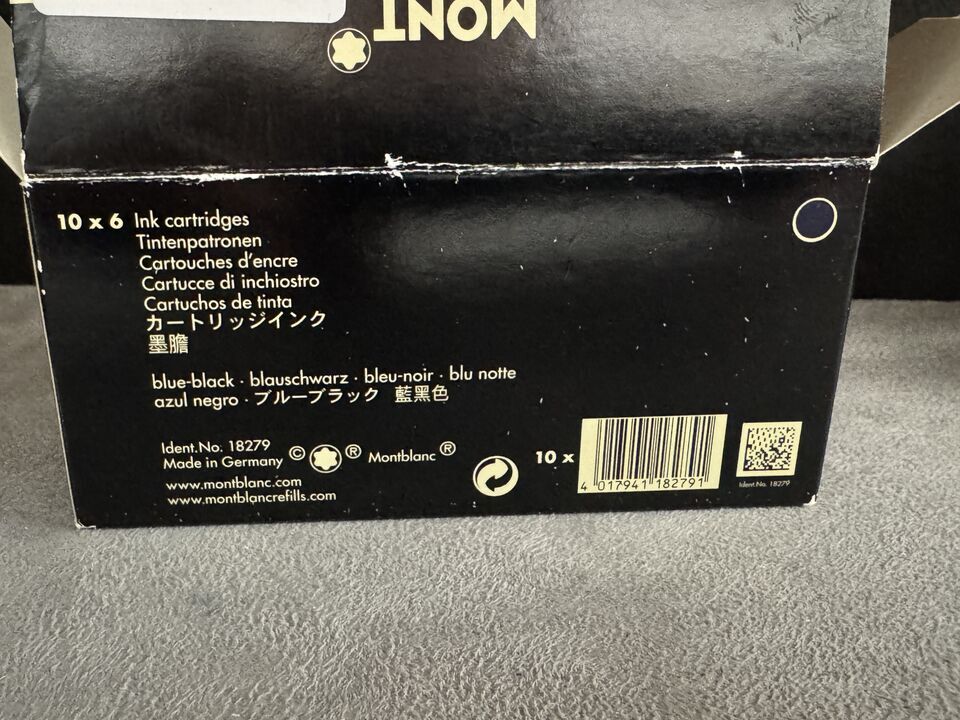 MONT
10 x 6 Ink cartridges
Tintenpatronen
Cartouches d'encre
Cartucce di inchiostro
Cartuchos de tinta
カートリッジインク
墨膽
blue-black · blauschwarz · bleu-noir · blu notte
azul negro · ブルーブラック 藍黑色
Ident.No. 18279
Made in Germany © ® Montblanc ®
www.montblanc.com
www.montblancrefills.com
10 x
4 017941 182791
Ident.No. 18279